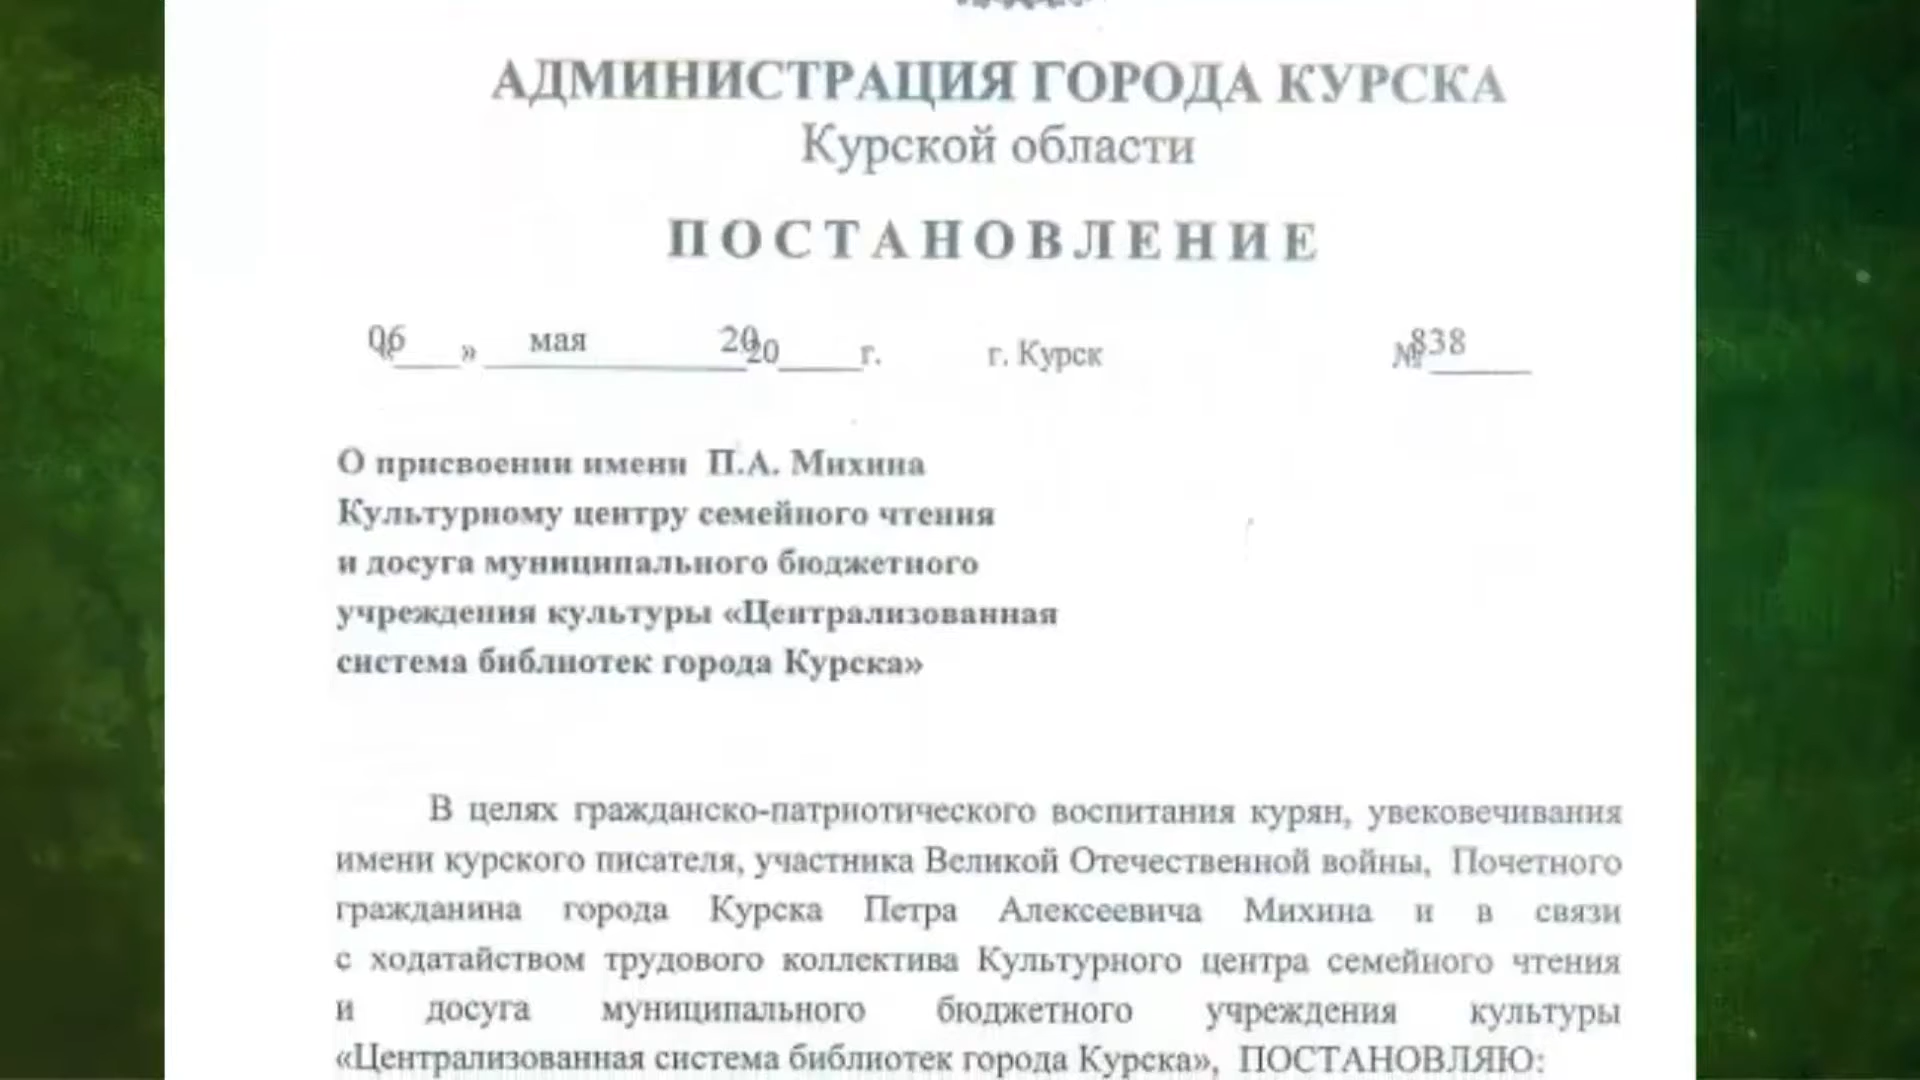 АДМИНИСТРАЦИЯ ГОРОДА КУРСКА
Курской области
ПОСТАНОВЛЕНИЕ
«06» мая 2020 г. г. Курск № 838
О присвоении имени П.А. Михина
Культурному центру семейного чтения
и досуга муниципального бюджетного
учреждения культуры «Централизованная
система библиотек города Курска»
В целях гражданско-патриотического воспитания курян, увековечивания
имени курского писателя, участника Великой Отечественной войны, Почетного
гражданина города Курска Петра Алексеевича Михина и в связи
с ходатайством трудового коллектива Культурного центра семейного чтения
и досуга муниципального бюджетного учреждения культуры
«Централизованная система библиотек города Курска», ПОСТАНОВЛЯЮ: